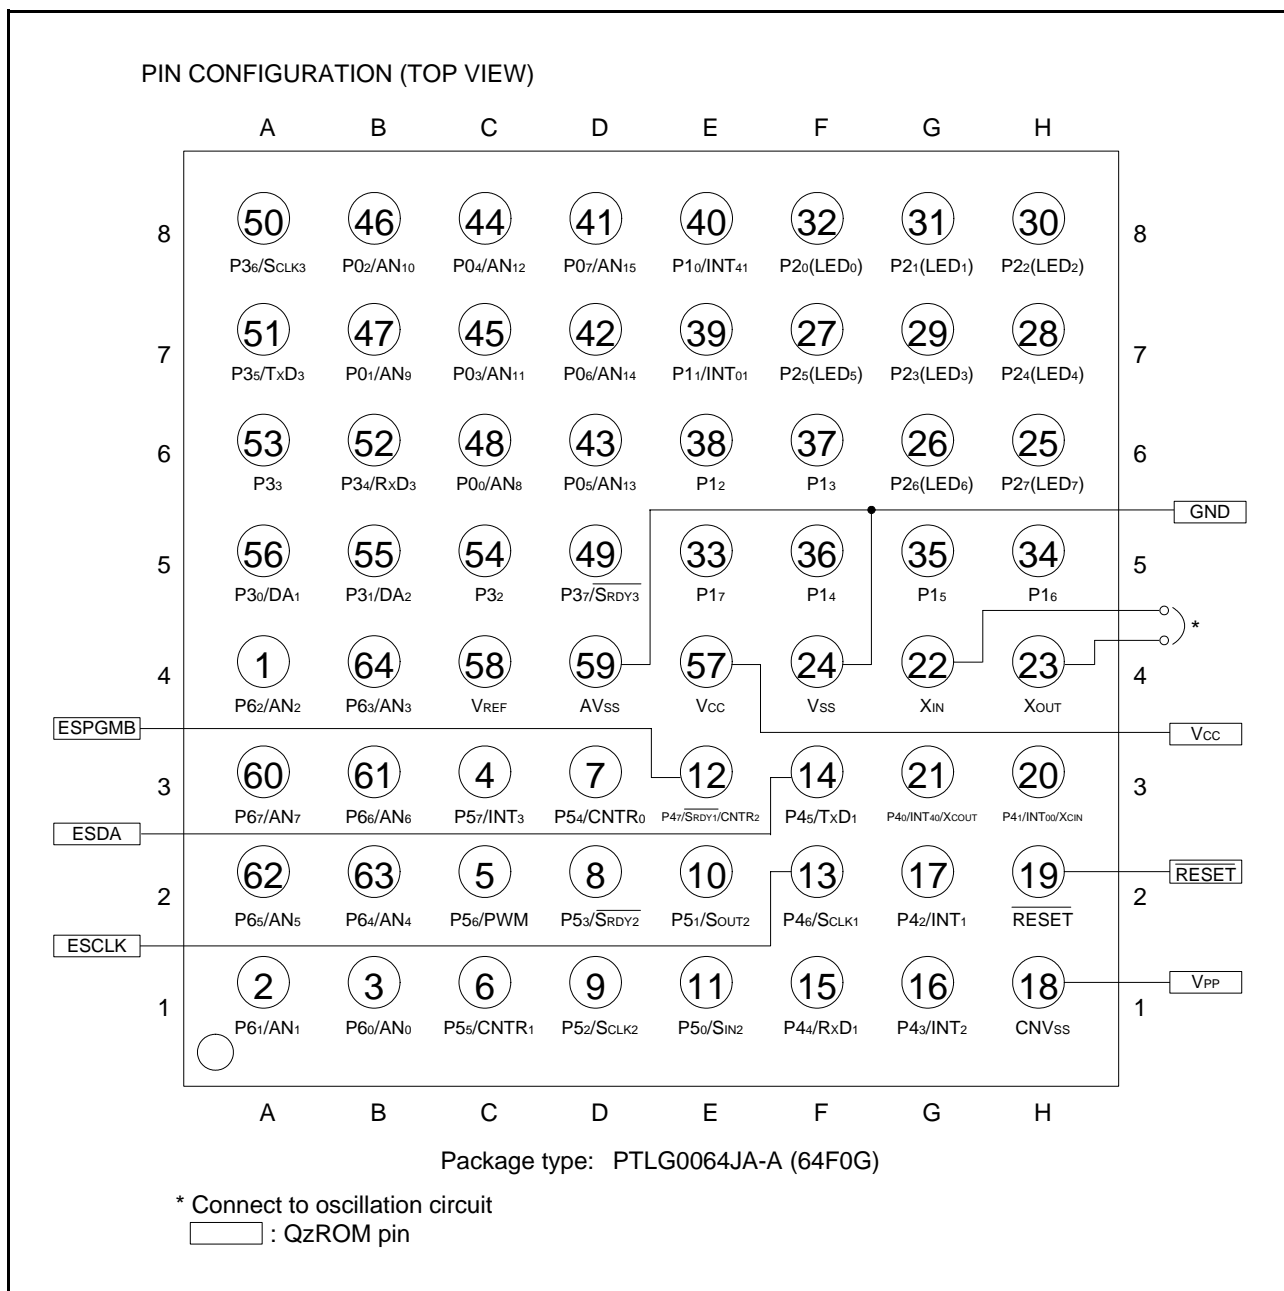 PIN CONFIGURATION (TOP VIEW)
A B C D E F G H
8 50 46 44 41 40 32 31 30 8
P36/SCLK3 P02/AN10 P04/AN12 P07/AN15 P10/INT41 P20(LED0) P21(LED1) P22(LED2)
7 51 47 45 42 39 27 29 28 7
P35/TxD3 P01/AN9 P03/AN11 P06/AN14 P11/INT01 P25(LED5) P23(LED3) P24(LED4)
6 53 52 48 43 38 37 26 25 6
P33 P34/RxD3 P00/AN8 P05/AN13 P12 P13 P26(LED6) P27(LED7)
GND
5 56 55 54 49 33 36 35 34 5
P30/DA1 P31/DA2 P32 P37/SRDY3 P17 P14 P15 P16
*
4 1 64 58 59 57 24 22 23 4
P62/AN2 P63/AN3 VREF AVSS VCC VSS XIN XOUT
ESPGMB VCC
3 60 61 4 7 12 14 21 20 3
P67/AN7 P66/AN6 P57/INT3 P54/CNTR0 P47/SRDY1/CNTR2 P45/TxD1 P40/INT40/XCOUT P41/INT00/XCIN
ESDA
2 62 63 5 8 10 13 17 19 2 RESET
P65/AN5 P64/AN4 P56/PWM P53/SRDY2 P51/SOUT2 P46/SCLK1 P42/INT1 RESET
ESCLK
1 2 3 6 9 11 15 16 18 1 VPP
P61/AN1 P60/AN0 P55/CNTR1 P52/SCLK2 P50/SIN2 P44/RxD1 P43/INT2 CNVSS
A B C D E F G H
Package type: PTLG0064JA-A (64F0G)
* Connect to oscillation circuit
: QzROM pin